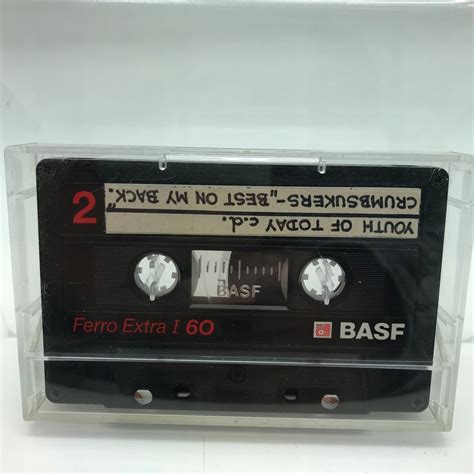 2
YOUTH OF TODAY c.d.
CRUMBSUKERS-„BEST ON MY BACK."
BASF
Ferro Extra I 60
BASF